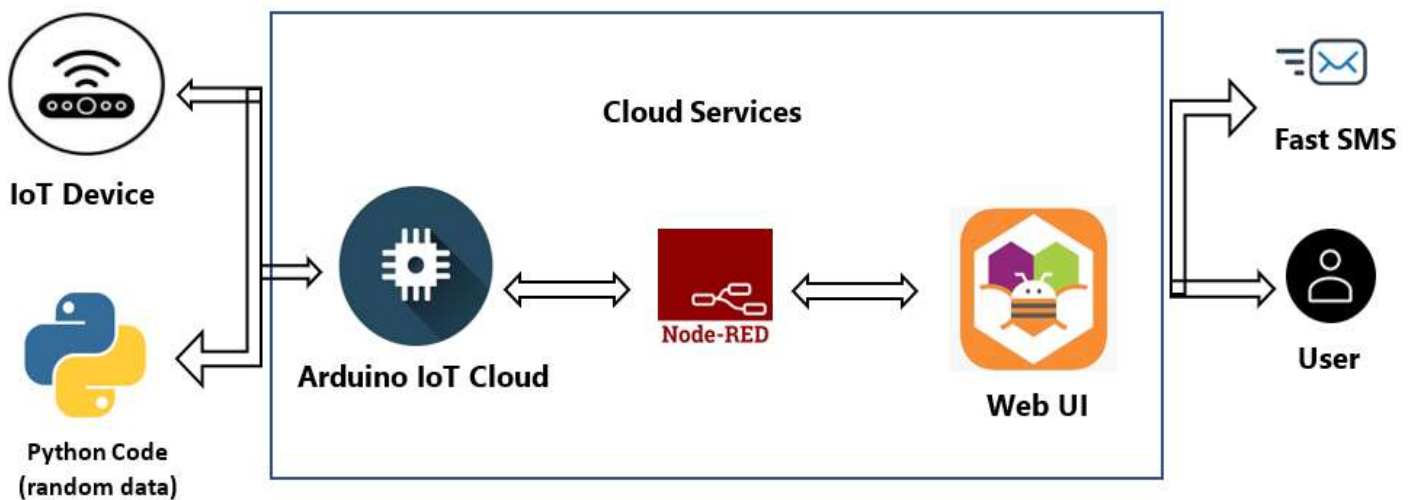 Cloud Services
IoT Device
Arduino IoT Cloud
Python Code
(random data)
Node-RED
Web UI
Fast SMS
User